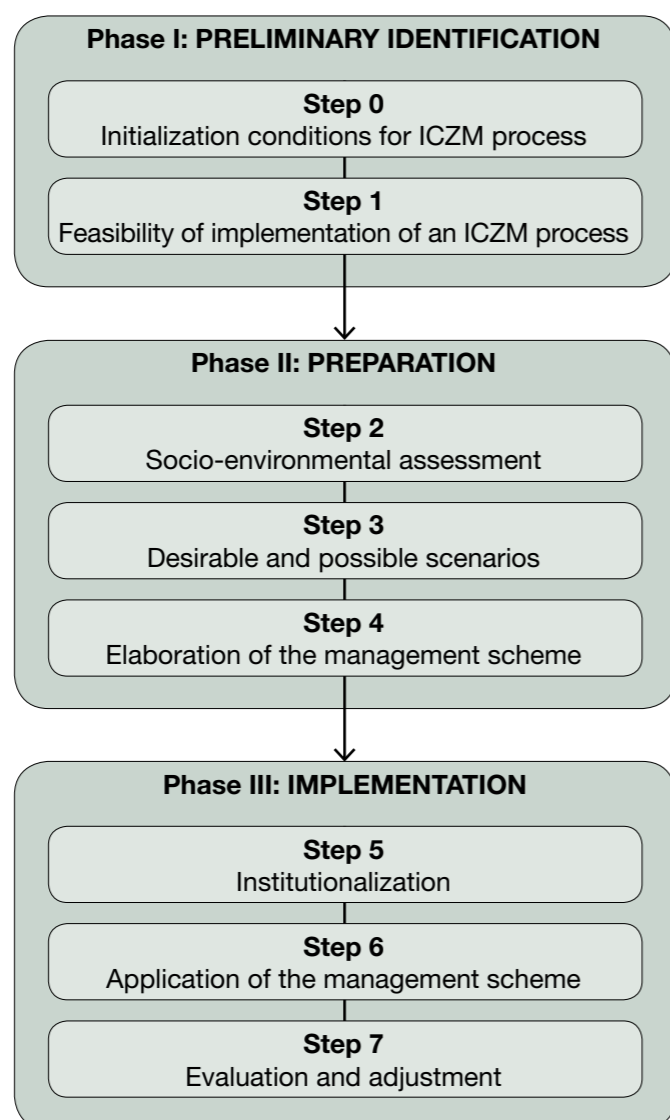 Phase I: PRELIMINARY IDENTIFICATION
Step 0
Initialization conditions for ICZM process
Step 1
Feasibility of implementation of an ICZM process
Phase II: PREPARATION
Step 2
Socio-environmental assessment
Step 3
Desirable and possible scenarios
Step 4
Elaboration of the management scheme
Phase III: IMPLEMENTATION
Step 5
Institutionalization
Step 6
Application of the management scheme
Step 7
Evaluation and adjustment